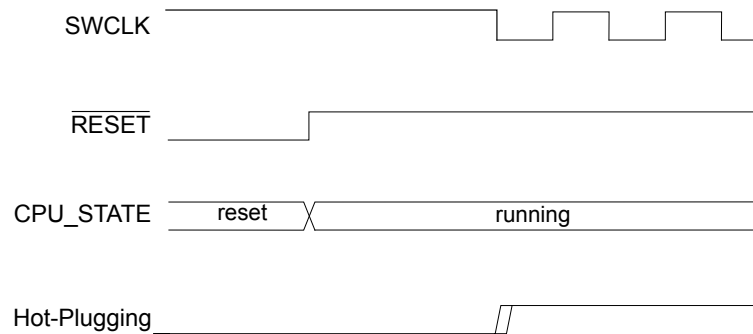 SWCLK
RESET
CPU_STATE reset running
Hot-Plugging